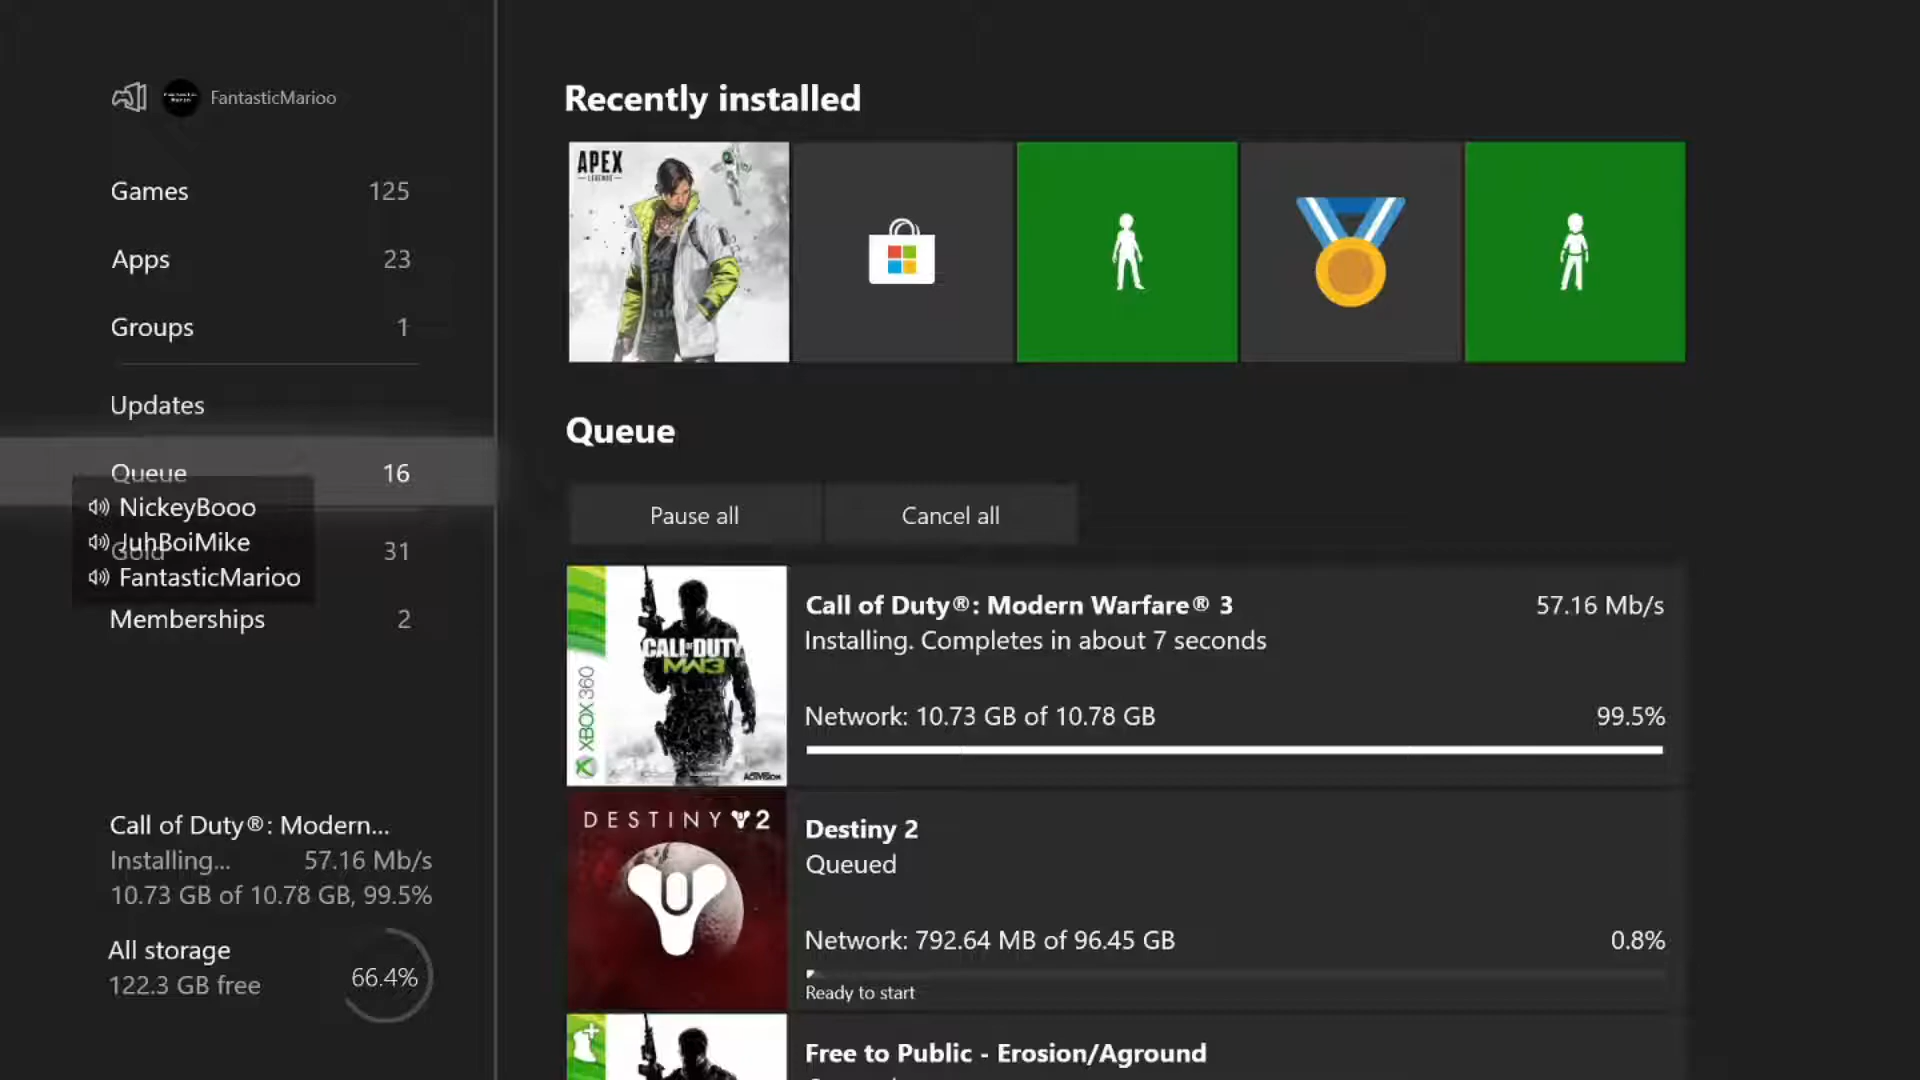 FantasticMarioo
Games 125
Apps 23
Groups 1
Updates
Queue 16
NickeyBooo
JuhBoiMike
Gold 31
FantasticMarioo
Memberships 2
Call of Duty®: Modern...
Installing... 57.16 Mb/s
10.73 GB of 10.78 GB, 99.5%
All storage
122.3 GB free
66.4%
Recently installed
APEX
LEGENDS
Queue
Pause all Cancel all
XBOX 360
CALL OF DUTY
MW3
ACTIVISION
Call of Duty®: Modern Warfare® 3 57.16 Mb/s
Installing. Completes in about 7 seconds
Network: 10.73 GB of 10.78 GB 99.5%
DESTINY 2
Destiny 2
Queued
Network: 792.64 MB of 96.45 GB 0.8%
Ready to start
Free to Public - Erosion/Aground